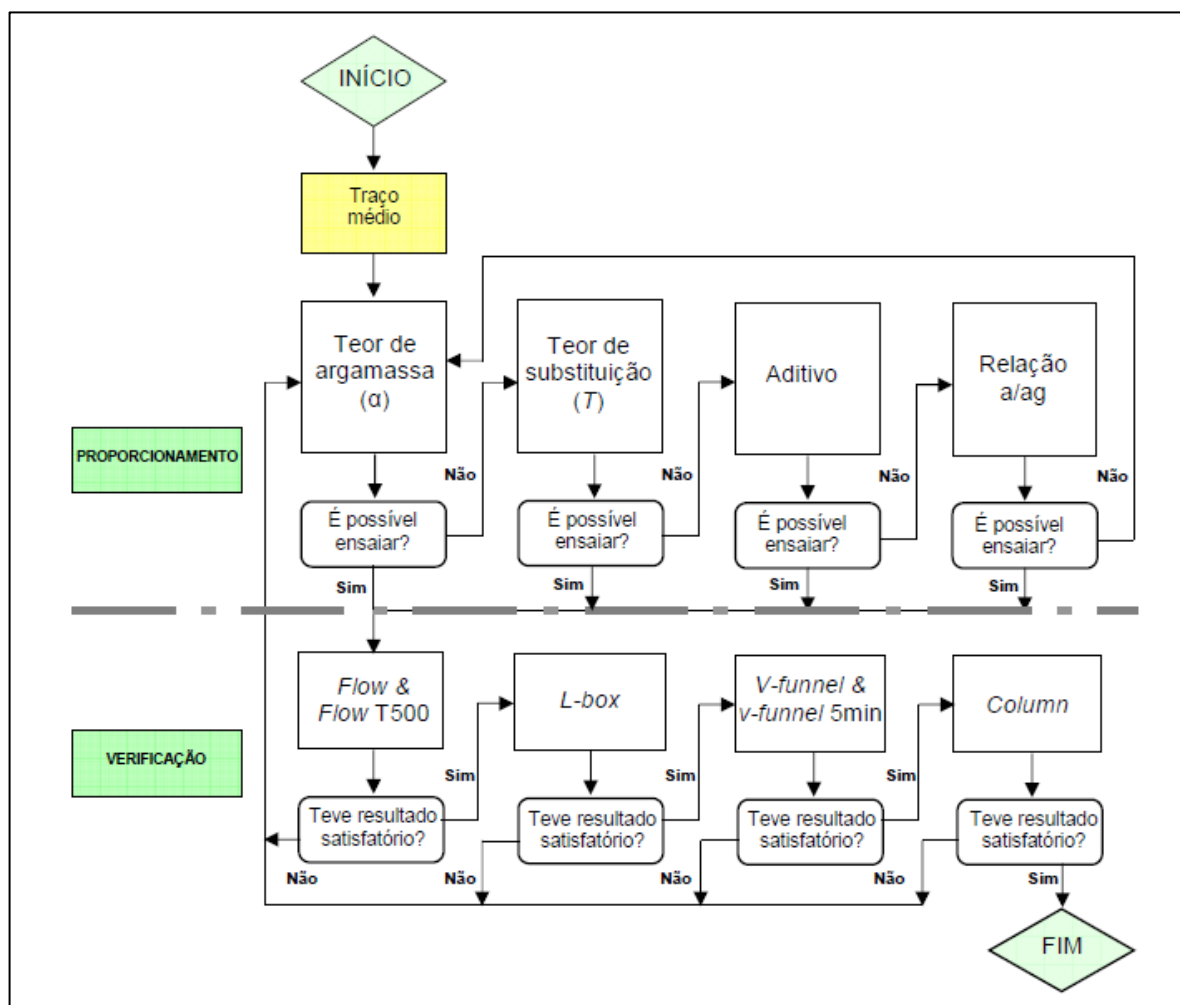 INÍCIO
Traço
médio
Teor de
argamassa
(α)
Teor de
substituição
(T)
Aditivo
Relação
a/ag
PROPORCIONAMENTO
Não
Não
Não
Não
É possível
ensaiar?
É possível
ensaiar?
É possível
ensaiar?
É possível
ensaiar?
Sim
Sim
Sim
Sim
Flow &
Flow T500
L-box
V-funnel &
v-funnel 5min
Column
VERIFICAÇÃO
Sim
Sim
Sim
Teve resultado
satisfatório?
Teve resultado
satisfatório?
Teve resultado
satisfatório?
Teve resultado
satisfatório?
Não
Não
Não
Não
Sim
FIM